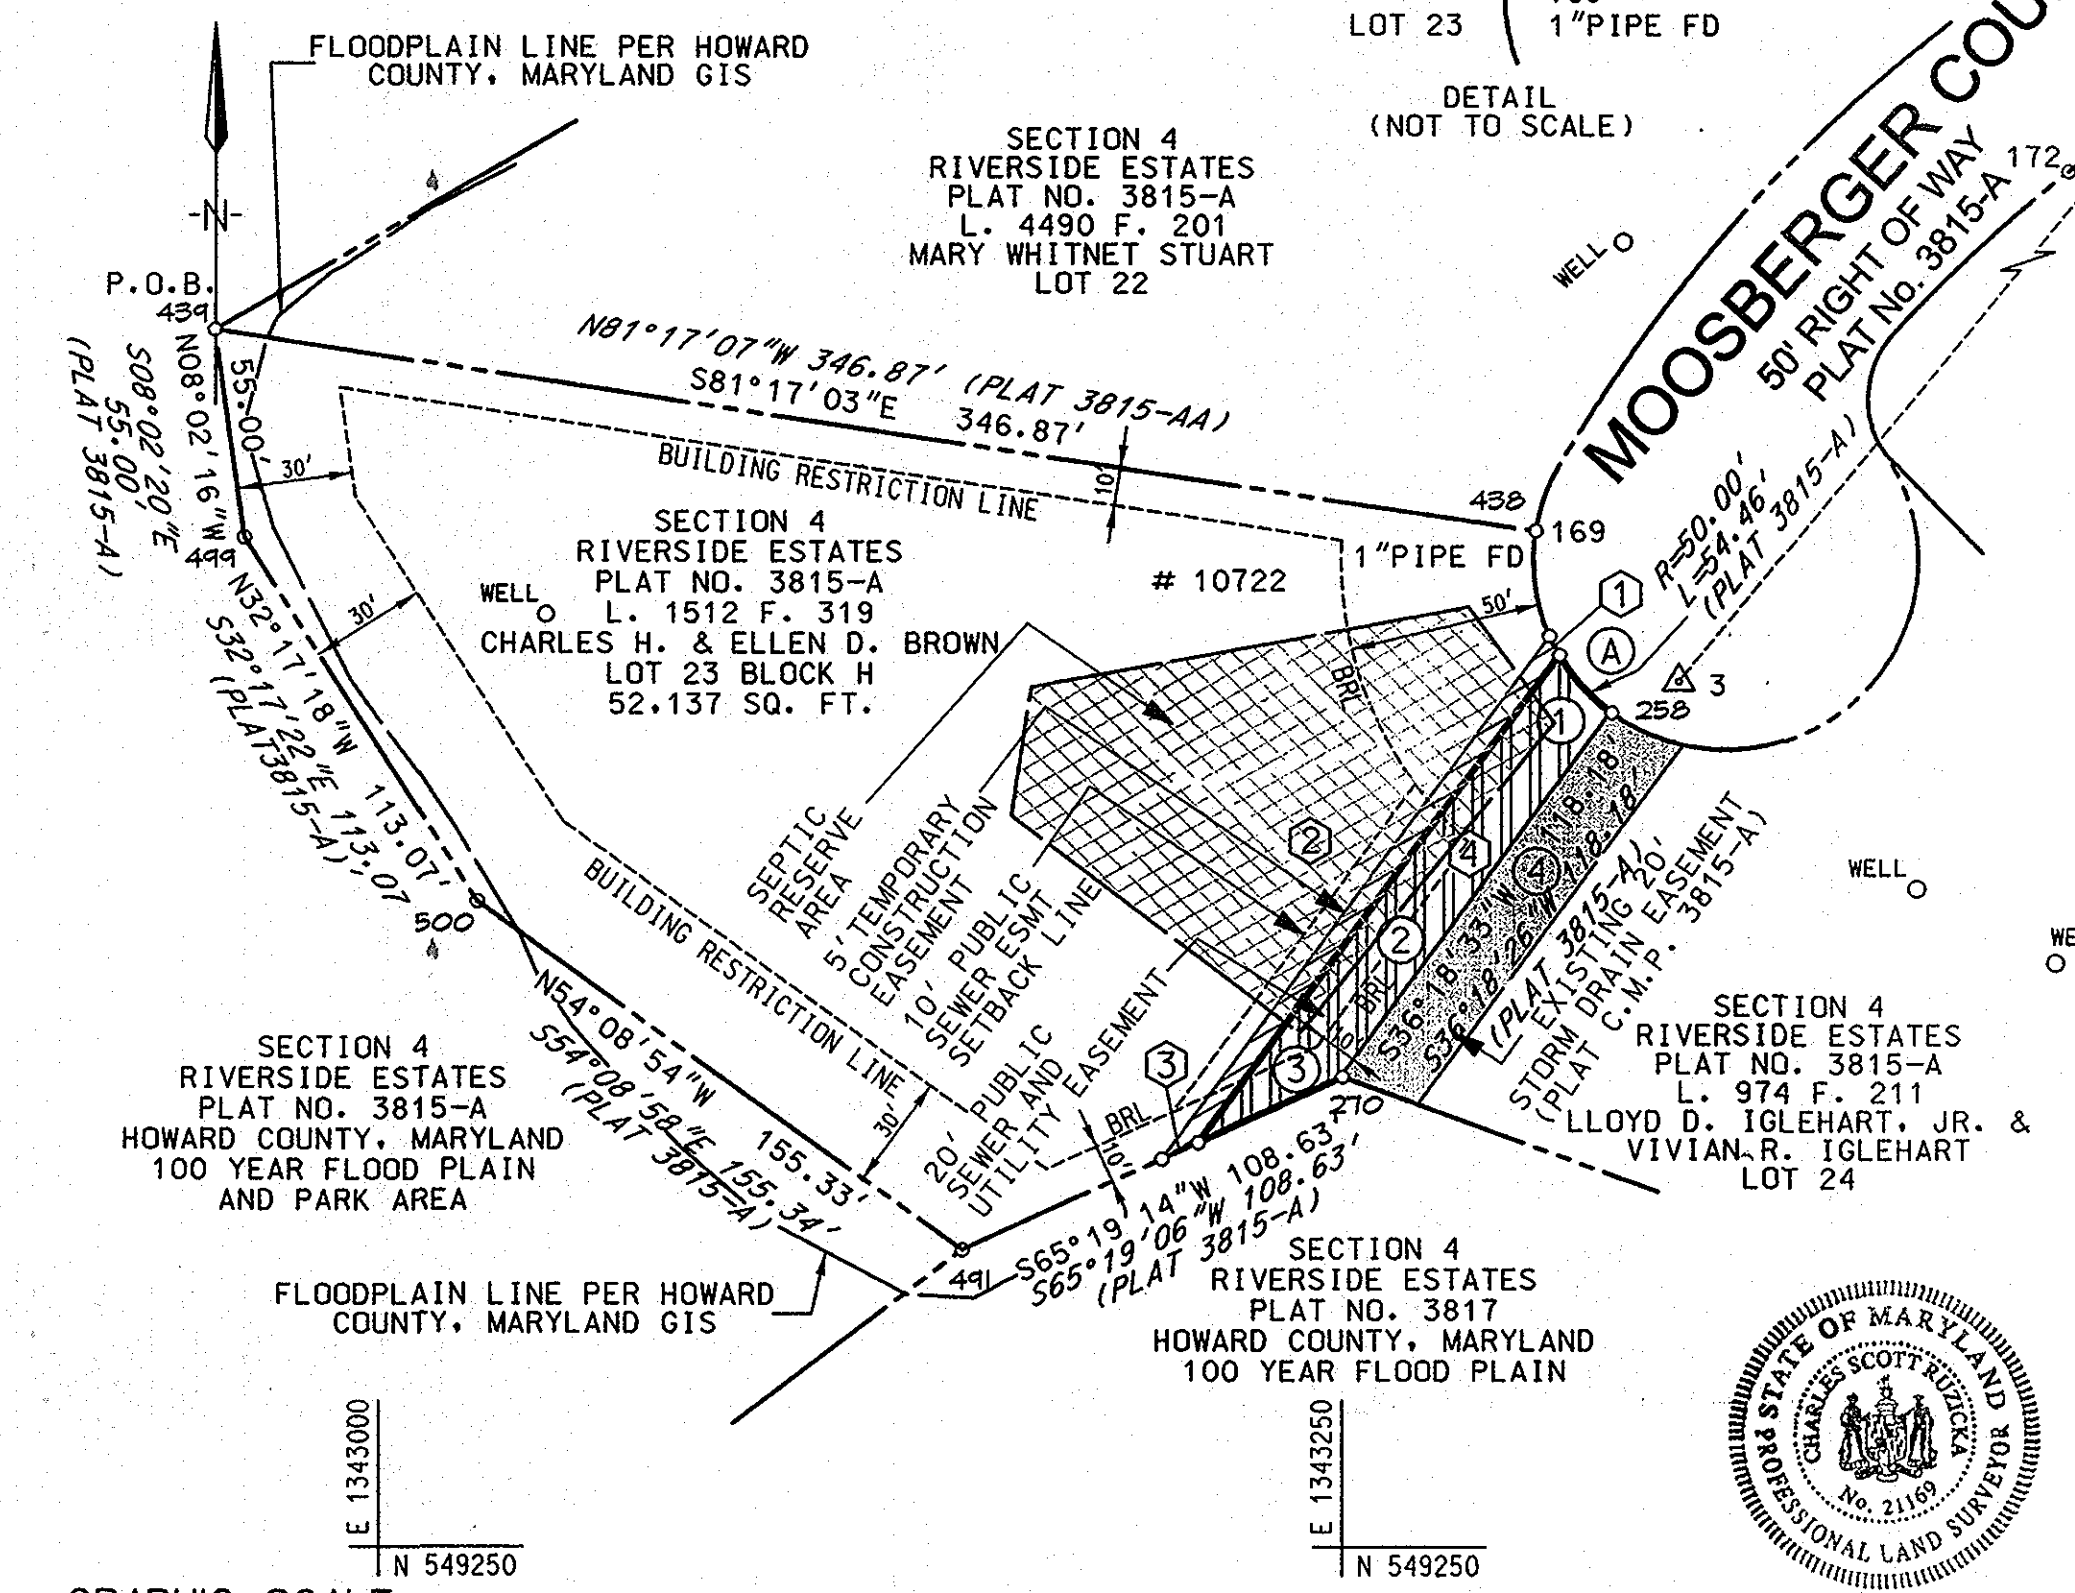 LOT 23
1"PIPE FD
DETAIL
(NOT TO SCALE)
FLOODPLAIN LINE PER HOWARD
COUNTY, MARYLAND GIS
-N-
P.O.B.
439
SECTION 4
RIVERSIDE ESTATES
PLAT NO. 3815-A
L. 4490 F. 201
MARY WHITNET STUART
LOT 22
WELL
MOOSBERGER COU
50' RIGHT OF WAY
PLAT No. 3815-A
172
N81°17'07"W 346.87' (PLAT 3815-AA)
S81°17'03"E 346.87'
BUILDING RESTRICTION LINE
10'
438
169
1"PIPE FD
R=50.00'
L=54.46'
(PLAT 3815-A)
N08°02'16"W
55.00'
S08°02'20"E
55.00'
(PLAT 3815-A)
30'
499
N32°17'18"W 113.07'
S32°17'22"E 113.07
(PLAT3815-A)
30'
500
SECTION 4
RIVERSIDE ESTATES
PLAT NO. 3815-A
L. 1512 F. 319
CHARLES H. & ELLEN D. BROWN
LOT 23 BLOCK H
52,137 SQ. FT.
WELL
# 10722
50'
1
A
3
258
1
BRL
2
4
4
2
BRL
3
3
BRL
10'
10'
270
S36°18'33"W 118.18'
S36°18'26"W 118.18'
(PLAT 3815-A)
EXISTING 20'
STORM DRAIN EASEMENT
(PLAT C.M.P. 3815-A)
SEPTIC
RESERVE
AREA
5' TEMPORARY
CONSTRUCTION
EASEMENT
10' PUBLIC
SEWER ESMT
SETBACK LINE
20' PUBLIC
SEWER AND
UTILITY EASEMENT
BUILDING RESTRICTION LINE
30'
N54°08'54"W 155.33'
S54°08'58"E 155.34'
(PLAT 3815-A)
491
S65°19'14"W 108.63'
S65°19'06"W 108.63'
(PLAT 3815-A)
WELL
WE
SECTION 4
RIVERSIDE ESTATES
PLAT NO. 3815-A
L. 974 F. 211
LLOYD D. IGLEHART, JR. &
VIVIAN R. IGLEHART
LOT 24
SECTION 4
RIVERSIDE ESTATES
PLAT NO. 3815-A
HOWARD COUNTY, MARYLAND
100 YEAR FLOOD PLAIN
AND PARK AREA
FLOODPLAIN LINE PER HOWARD
COUNTY, MARYLAND GIS
SECTION 4
RIVERSIDE ESTATES
PLAT NO. 3817
HOWARD COUNTY, MARYLAND
100 YEAR FLOOD PLAIN
E 1343000
N 549250
E 1343250
N 549250
STATE OF MARYLAND
PROFESSIONAL LAND SURVEYOR
CHARLES SCOTT RUZICKA
No. 21169
GRAPHIC SCALE